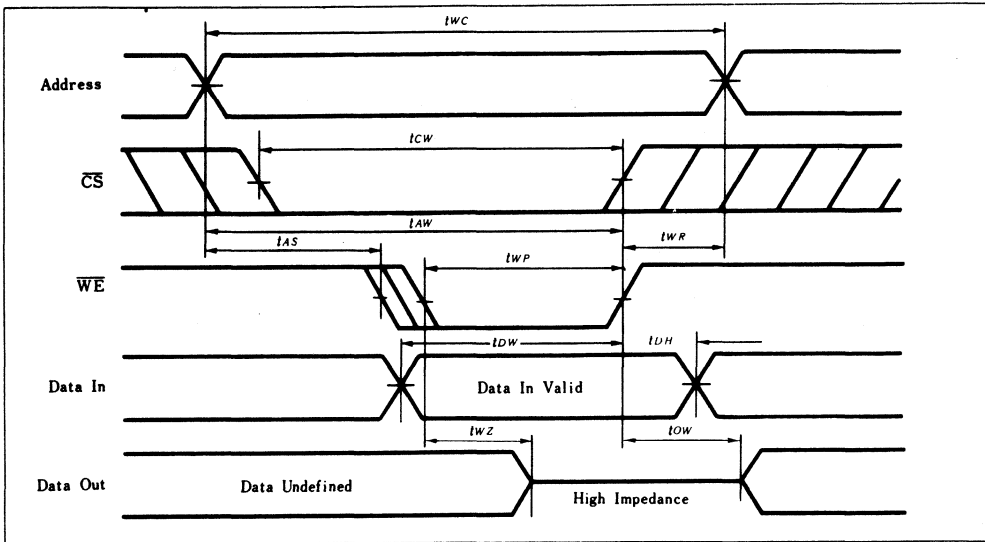 tWC
Address
tCW
CS
tAW
tAS
tWR
tWP
WE
tDW
tDH
Data In
Data In Valid
tWZ
tOW
Data Out
Data Undefined
High Impedance